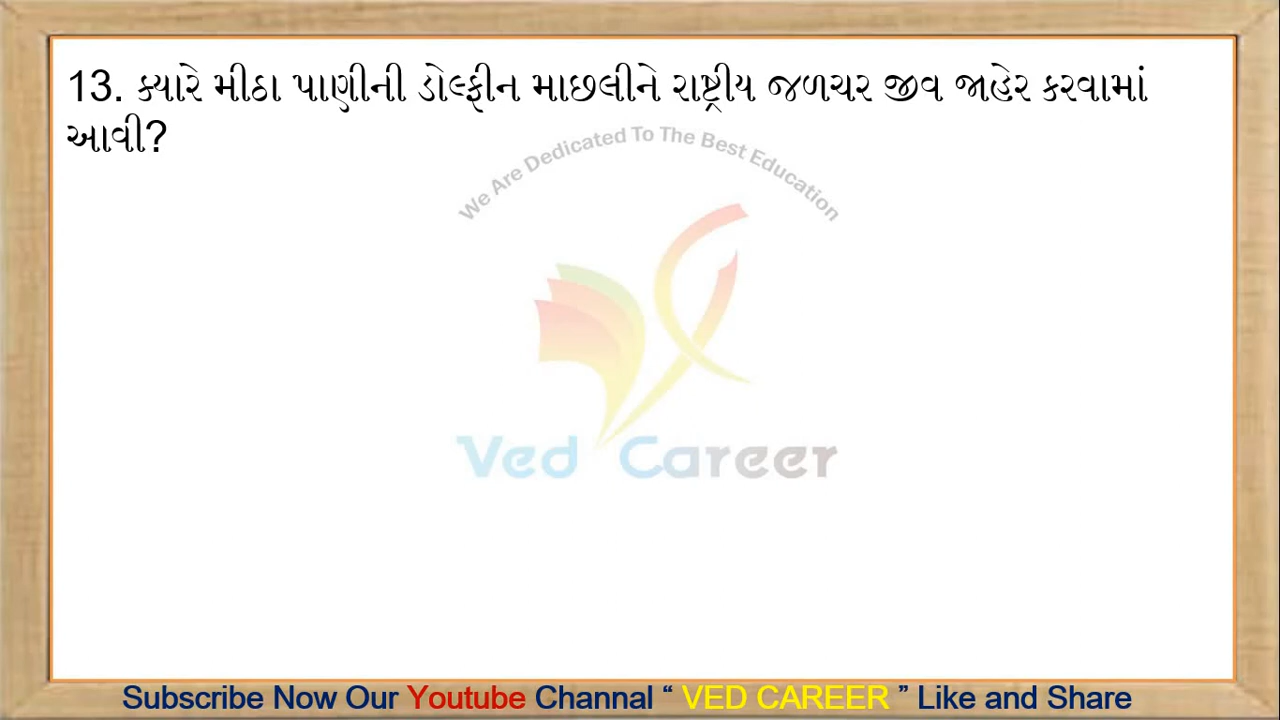 13. ક્યારે મીઠા પાણીની ડોલ્ફીન માછલીને રાષ્ટ્રીય જળચર જીવ જાહેર કરવામાં
આવી?
We Are Dedicated To The Best Education
Ved Career
Subscribe Now Our Youtube Channal “ VED CAREER ” Like and Share